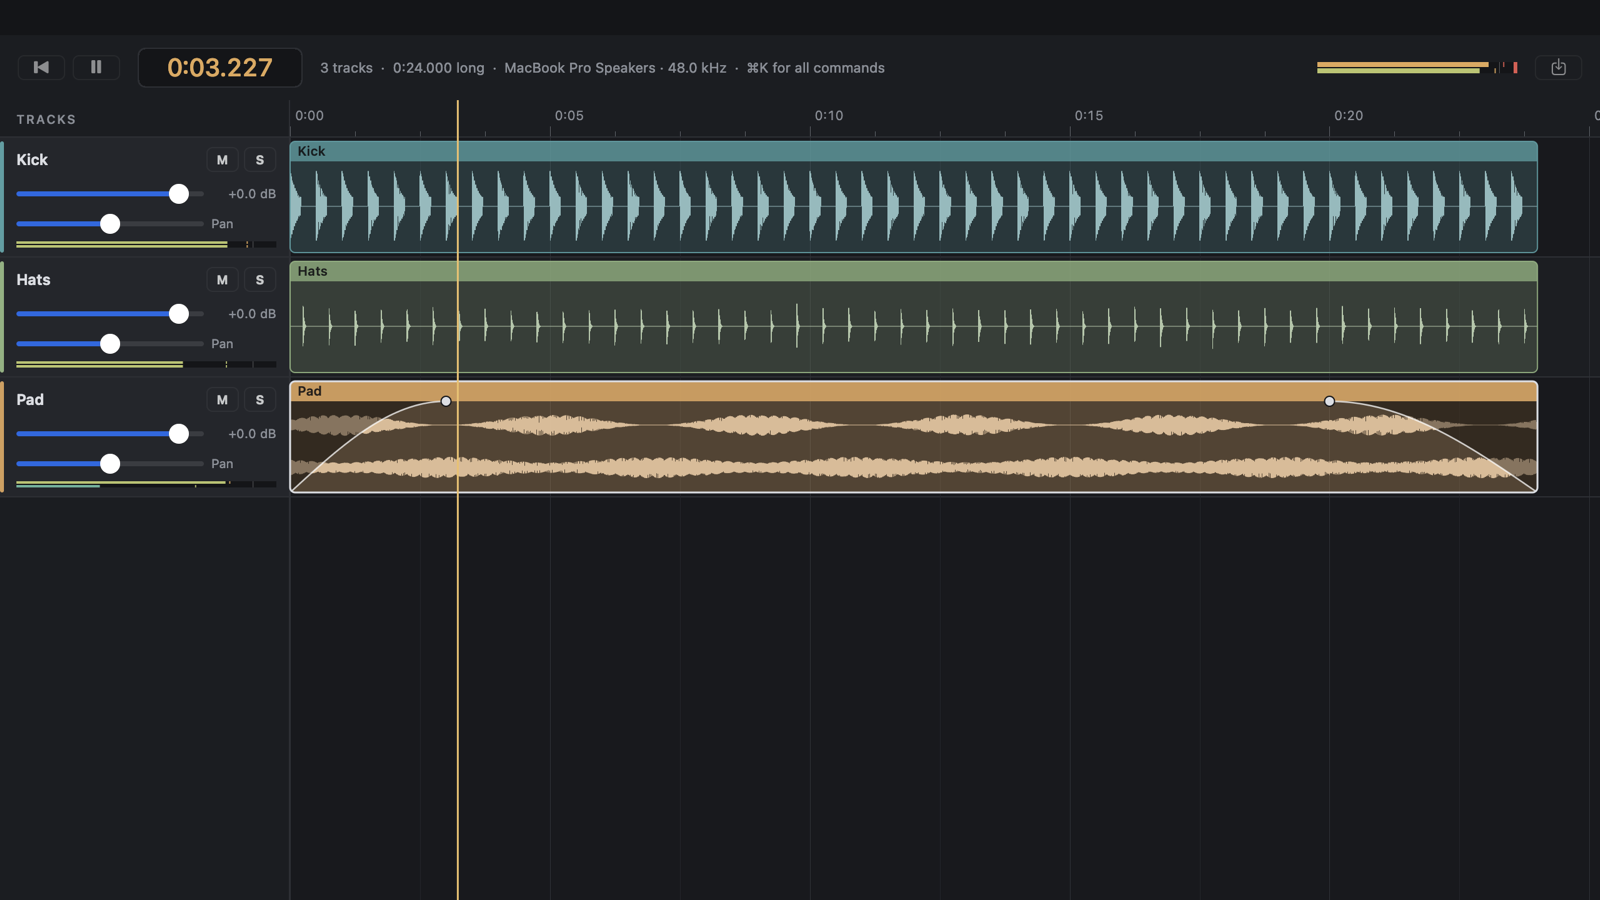 0:03.227
3 tracks · 0:24.000 long · MacBook Pro Speakers · 48.0 kHz · ⌘K for all commands
TRACKS
0:00 0:05 0:10 0:15 0:20
Kick M S
+0.0 dB
Pan
Kick
Hats M S
+0.0 dB
Pan
Hats
Pad M S
+0.0 dB
Pan
Pad